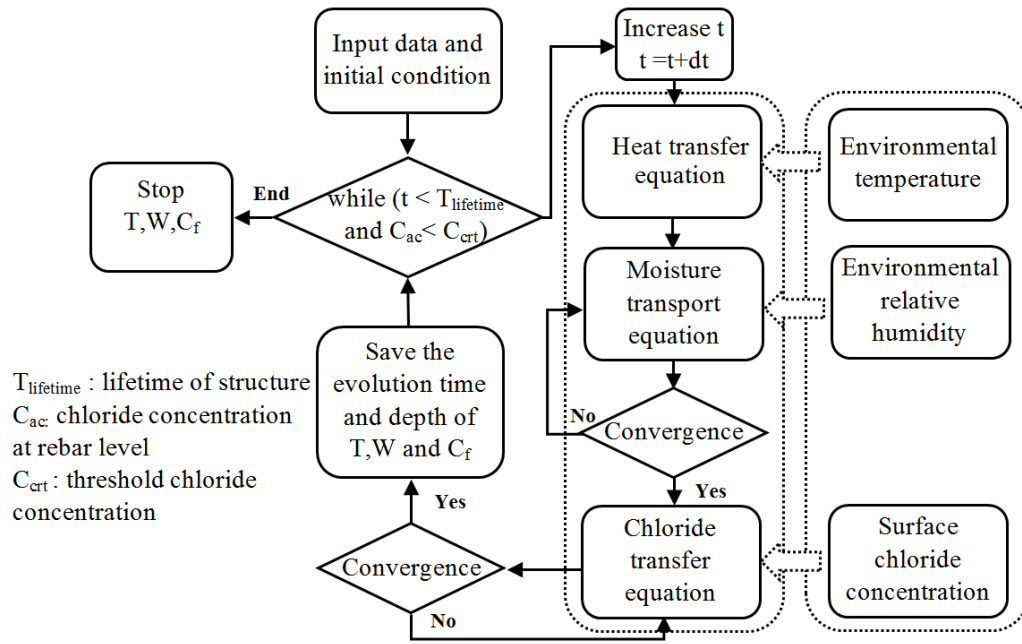 Input data and
initial condition
Increase t
t =t+dt
Stop
T,W,Cf
End
while (t < Tlifetime
and Cac< Ccrt)
Heat transfer
equation
Environmental
temperature
Moisture
transport
equation
Environmental
relative
humidity
Save the
evolution time
and depth of
T,W and Cf
Tlifetime : lifetime of structure
Cac: chloride concentration
at rebar level
Ccrt : threshold chloride
concentration
No
Convergence
Yes
Yes
Chloride
transfer
equation
Surface
chloride
concentration
Convergence
No